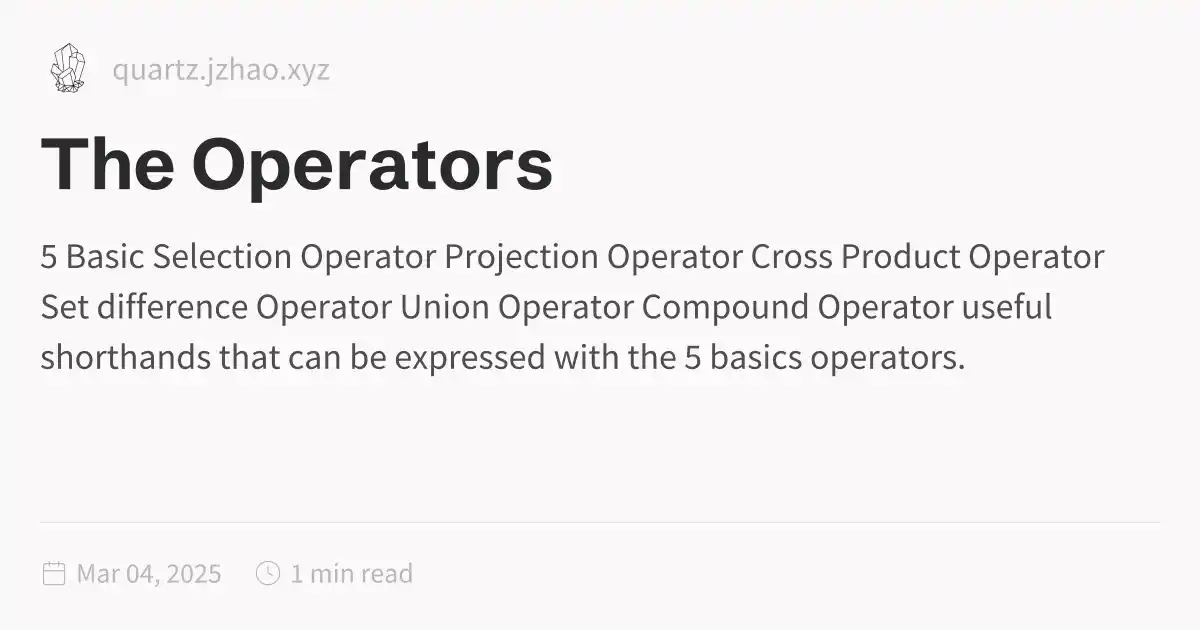 quartz.jzhao.xyz
The Operators
5 Basic Selection Operator Projection Operator Cross Product Operator
Set difference Operator Union Operator Compound Operator useful
shorthands that can be expressed with the 5 basics operators.
Mar 04, 2025 1 min read